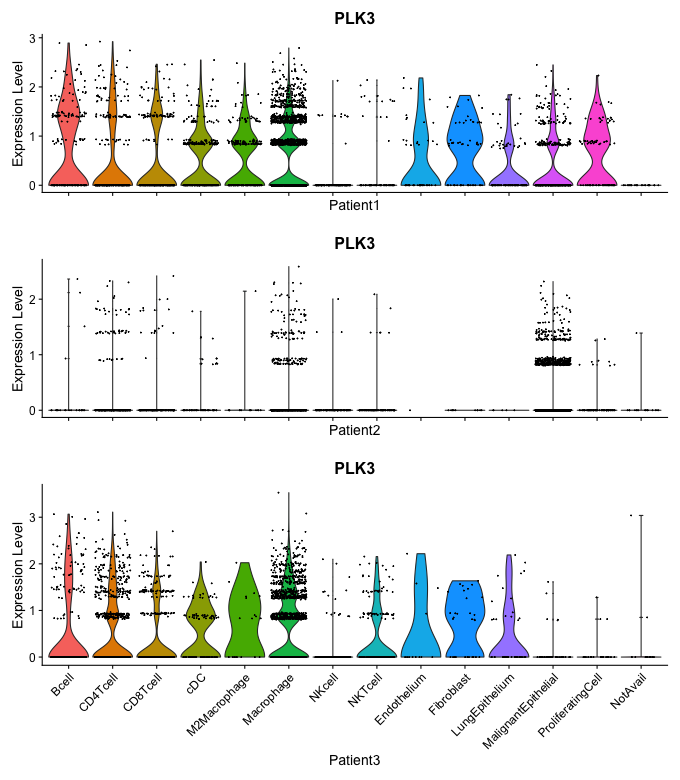 PLK3
Expression Level
3
2
1
0
Patient1
PLK3
Expression Level
2
1
0
Patient2
PLK3
Expression Level
3
2
1
0
Bcell
CD4Tcell
CD8Tcell
cDC
M2Macrophage
Macrophage
NKcell
NKTcell
Endothelium
Fibroblast
LungEpithelium
MalignantEpithelial
ProliferatingCell
NotAvail
Patient3